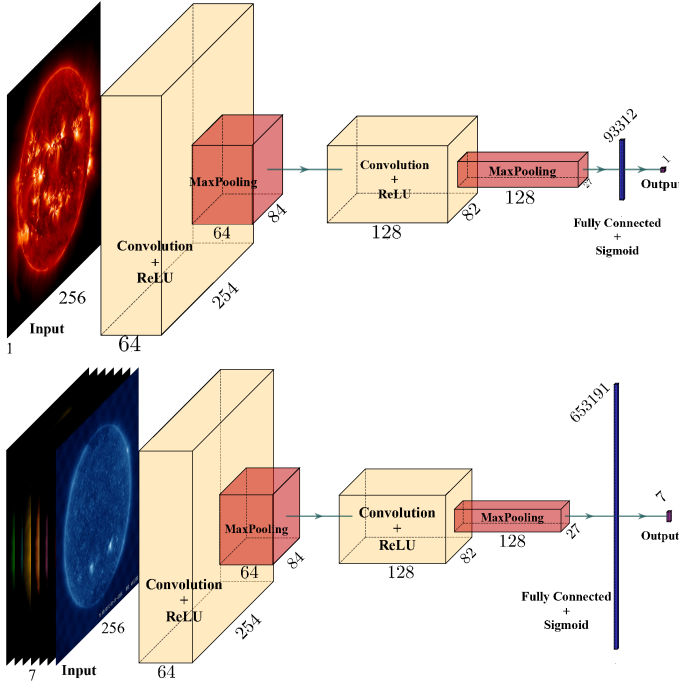 MaxPooling
64
84
Convolution
+
ReLU
64
254
256
Input
1
Convolution
+
ReLU
128
82
MaxPooling
128
27
93312
Fully Connected
+
Sigmoid
1
Output
MaxPooling
64
84
Convolution
+
ReLU
64
254
256
Input
7
Convolution
+
ReLU
128
82
MaxPooling
128
27
653191
Fully Connected
+
Sigmoid
7
Output